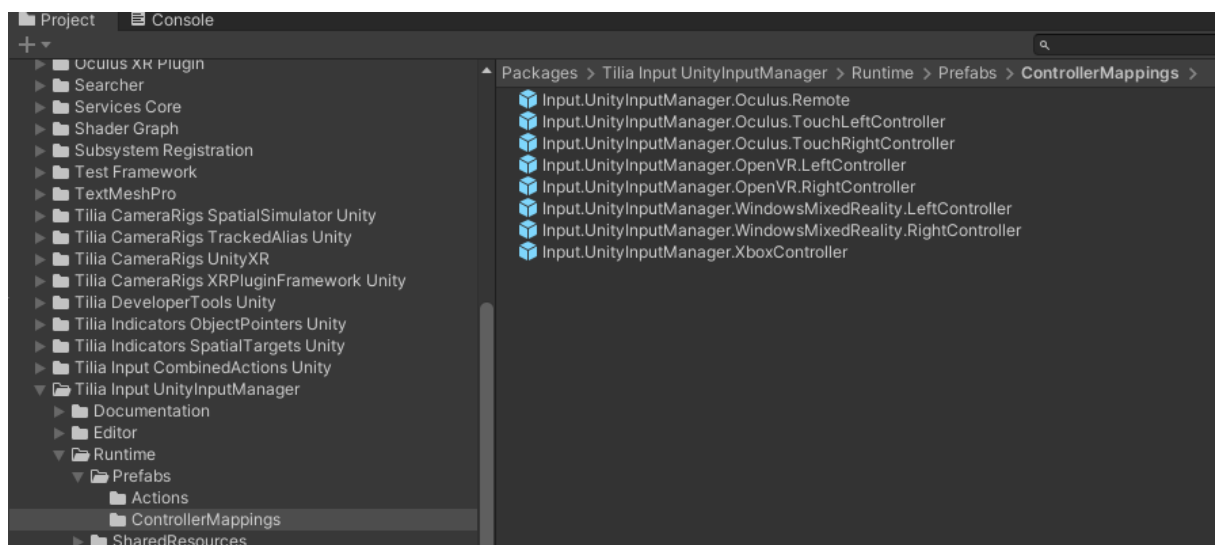 Project Console
Oculus XR Plugin
Searcher
Services Core
Shader Graph
Subsystem Registration
Test Framework
TextMeshPro
Tilia CameraRigs SpatialSimulator Unity
Tilia CameraRigs TrackedAlias Unity
Tilia CameraRigs UnityXR
Tilia CameraRigs XRPluginFramework Unity
Tilia DeveloperTools Unity
Tilia Indicators ObjectPointers Unity
Tilia Indicators SpatialTargets Unity
Tilia Input CombinedActions Unity
Tilia Input UnityInputManager
Documentation
Editor
Runtime
Prefabs
Actions
ControllerMappings
SharedResources
Packages > Tilia Input UnityInputManager > Runtime > Prefabs > ControllerMappings >
Input.UnityInputManager.Oculus.Remote
Input.UnityInputManager.Oculus.TouchLeftController
Input.UnityInputManager.Oculus.TouchRightController
Input.UnityInputManager.OpenVR.LeftController
Input.UnityInputManager.OpenVR.RightController
Input.UnityInputManager.WindowsMixedReality.LeftController
Input.UnityInputManager.WindowsMixedReality.RightController
Input.UnityInputManager.XboxController